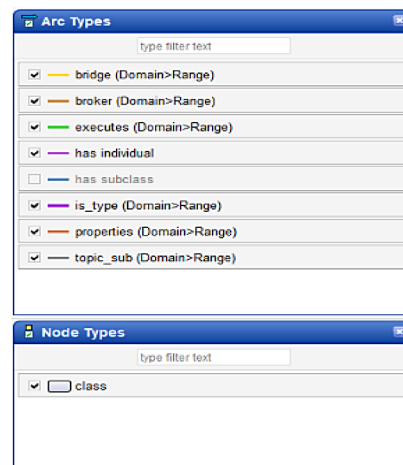 Arc Types
type filter text
bridge (Domain>Range)
broker (Domain>Range)
executes (Domain>Range)
has individual
has subclass
is_type (Domain>Range)
properties (Domain>Range)
topic_sub (Domain>Range)
Node Types
type filter text
class